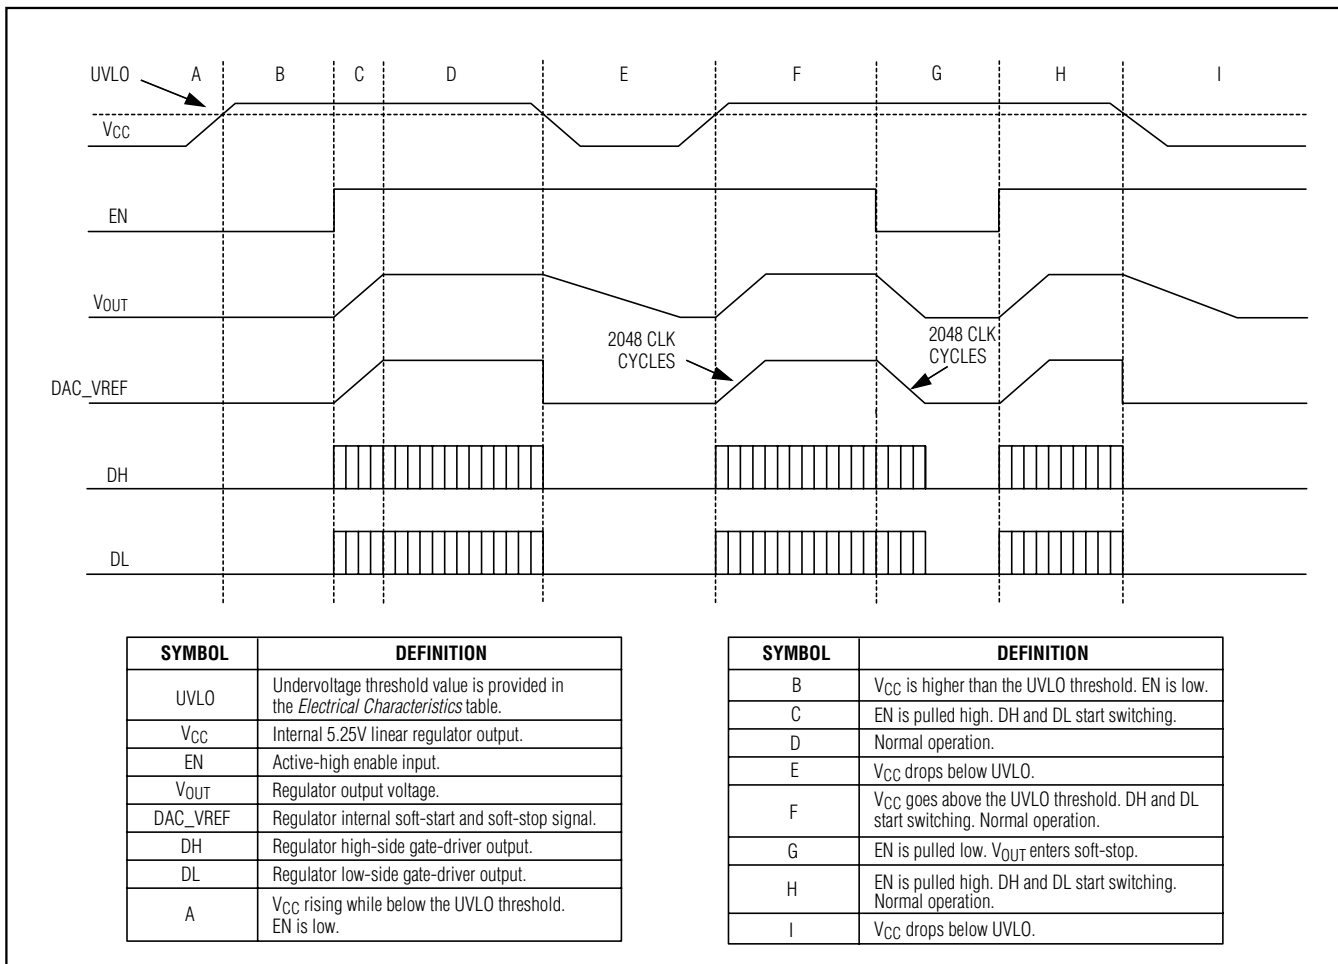 UVLO A B C D E F G H I
VCC
EN
VOUT
2048 CLK
CYCLES
2048 CLK
CYCLES
DAC_VREF
DH
DL
SYMBOL DEFINITION
UVLO Undervoltage threshold value is provided in
the Electrical Characteristics table.
VCC Internal 5.25V linear regulator output.
EN Active-high enable input.
VOUT Regulator output voltage.
DAC_VREF Regulator internal soft-start and soft-stop signal.
DH Regulator high-side gate-driver output.
DL Regulator low-side gate-driver output.
A VCC rising while below the UVLO threshold.
EN is low.
SYMBOL DEFINITION
B VCC is higher than the UVLO threshold. EN is low.
C EN is pulled high. DH and DL start switching.
D Normal operation.
E VCC drops below UVLO.
F VCC goes above the UVLO threshold. DH and DL
start switching. Normal operation.
G EN is pulled low. VOUT enters soft-stop.
H EN is pulled high. DH and DL start switching.
Normal operation.
I VCC drops below UVLO.